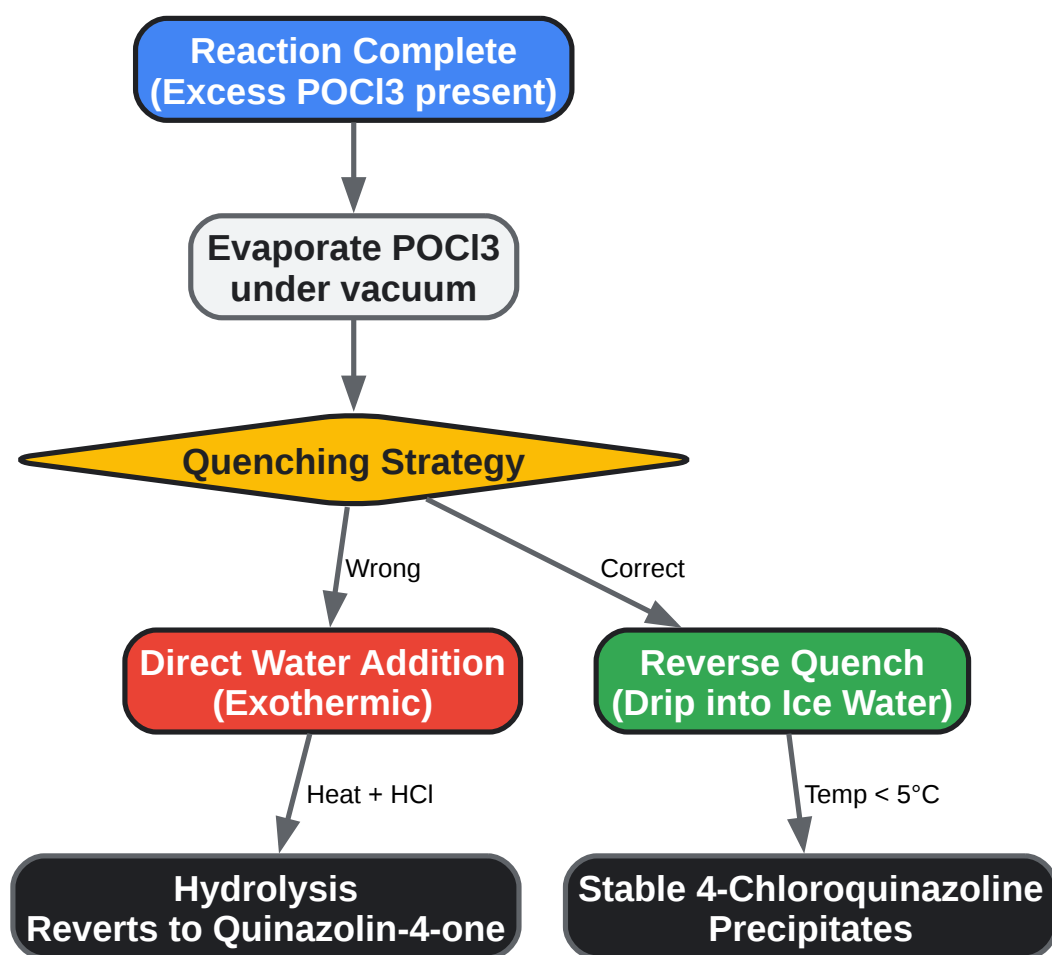 Reaction Complete
(Excess POCl3 present)
Evaporate POCl3
under vacuum
Quenching Strategy
Wrong
Correct
Direct Water Addition
(Exothermic)
Reverse Quench
(Drip into Ice Water)
Heat + HCl
Temp < 5°C
Hydrolysis
Reverts to Quinazolin-4-one
Stable 4-Chloroquinazoline
Precipitates